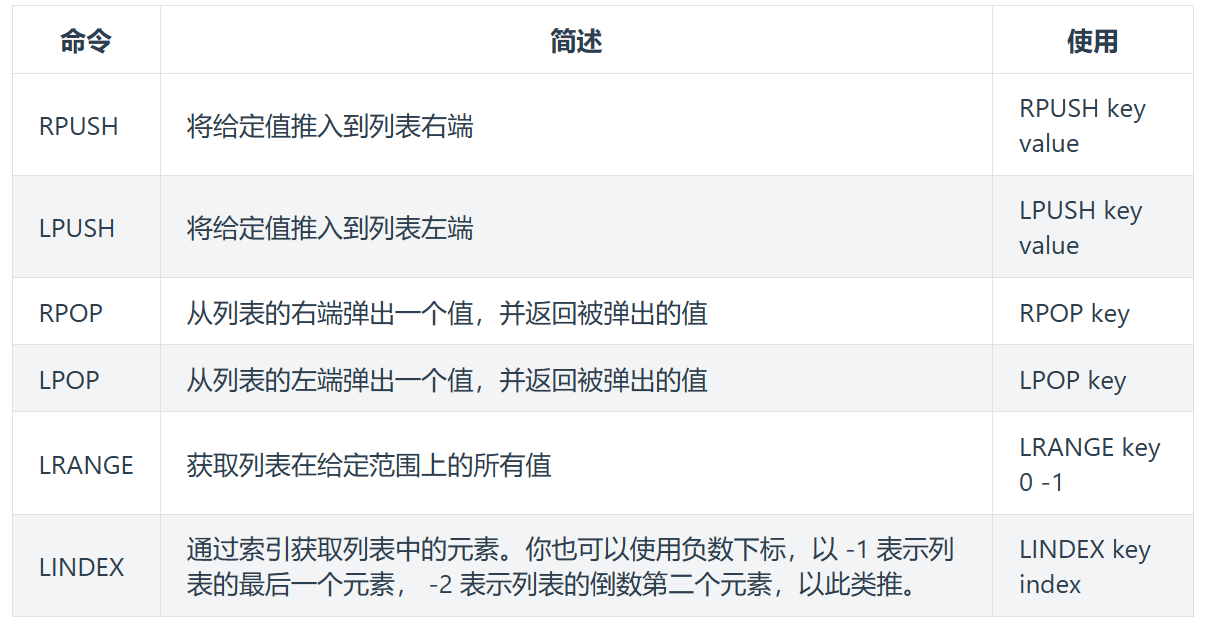 命令 简述 使用
RPUSH 将给定值推入到列表右端 RPUSH key
value
LPUSH 将给定值推入到列表左端 LPUSH key
value
RPOP 从列表的右端弹出一个值，并返回被弹出的值 RPOP key
LPOP 从列表的左端弹出一个值，并返回被弹出的值 LPOP key
LRANGE 获取列表在给定范围上的所有值 LRANGE key
0 -1
LINDEX 通过索引获取列表中的元素。你也可以使用负数下标，以 -1 表示列 LINDEX key
表的最后一个元素， -2 表示列表的倒数第二个元素，以此类推。 index